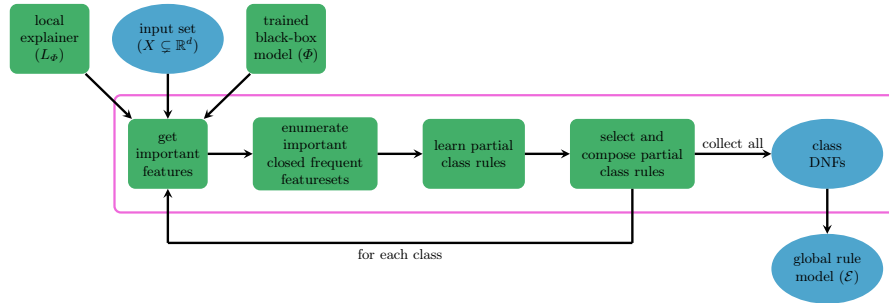 local
explainer
(L_Φ)
input set
(X ⊊ ℝ^d)
trained
black-box
model (Φ)
get
important
features
enumerate
important
closed frequent
featuresets
learn partial
class rules
select and
compose partial
class rules
collect all
class
DNFs
for each class
global rule
model (ℰ)